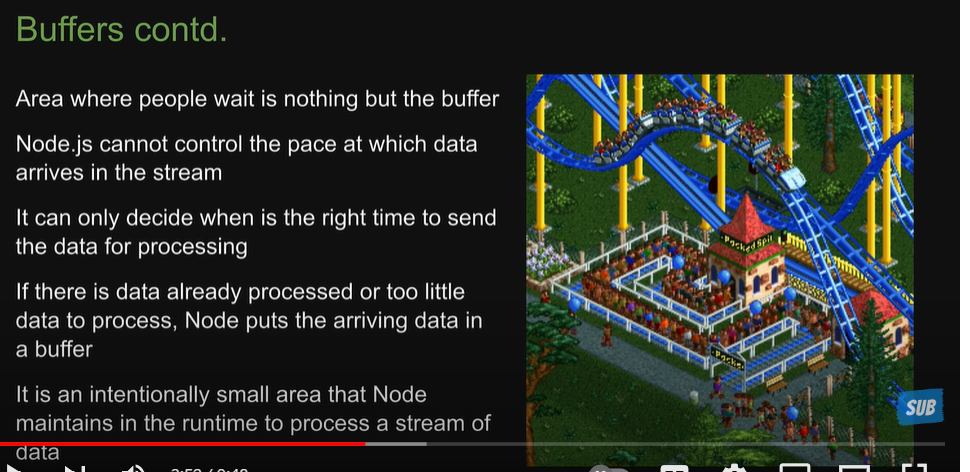 Buffers contd.
Area where people wait is nothing but the buffer
Node.js cannot control the pace at which data
arrives in the stream
It can only decide when is the right time to send
the data for processing
If there is data already processed or too little
data to process, Node puts the arriving data in
a buffer
It is an intentionally small area that Node
maintains in the runtime to process a stream of
data
SUB